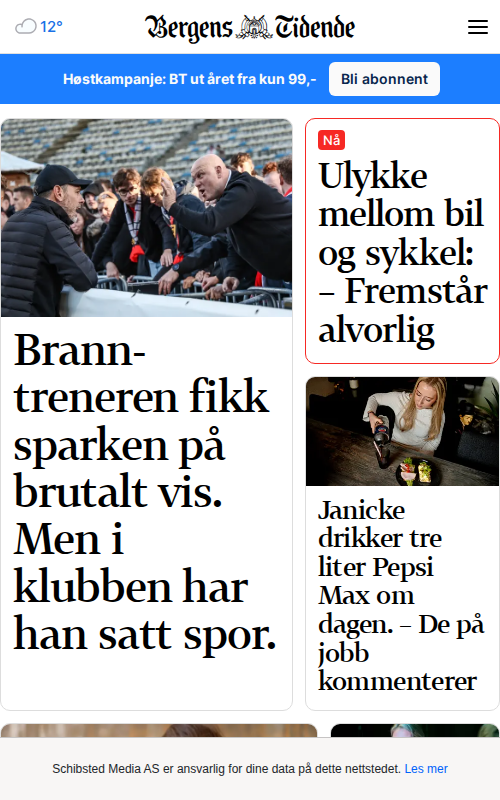 12°
Bergens Tidende
Høstkampanje: BT ut året fra kun 99,-
Bli abonnent
Brann-
treneren fikk
sparken på
brutalt vis.
Men i
klubben har
han satt spor.
Nå
Ulykke
mellom bil
og sykkel:
– Fremstår
alvorlig
Janicke
drikker tre
liter Pepsi
Max om
dagen. – De på
jobb
kommenterer
Schibsted Media AS er ansvarlig for dine data på dette nettstedet. Les mer